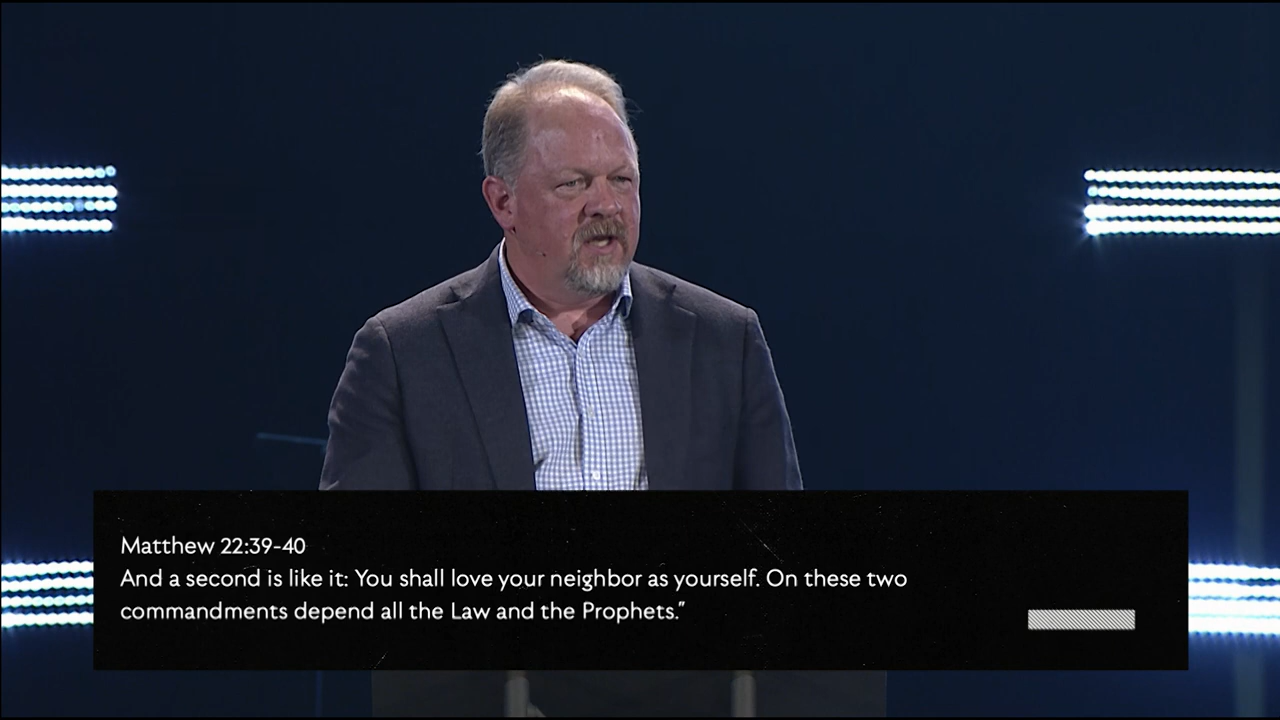 Matthew 22:39-40
And a second is like it: You shall love your neighbor as yourself. On these two
commandments depend all the Law and the Prophets.”